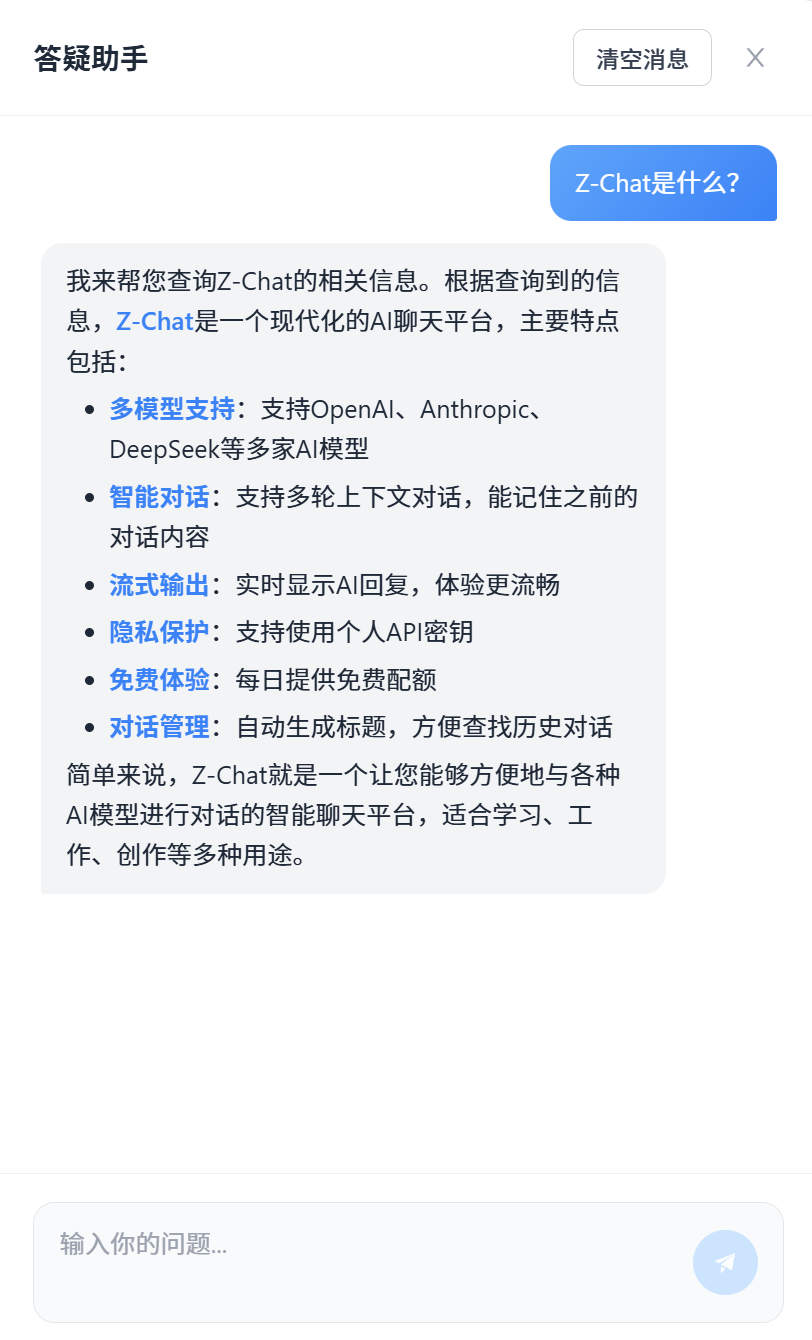 答疑助手
清空消息
Z-Chat是什么？
我来帮您查询Z-Chat的相关信息。根据查询到的信
息，Z-Chat是一个现代化的AI聊天平台，主要特点
包括：
多模型支持：支持OpenAI、Anthropic、
DeepSeek等多家AI模型
智能对话：支持多轮上下文对话，能记住之前的
对话内容
流式输出：实时显示AI回复，体验更流畅
隐私保护：支持使用个人API密钥
免费体验：每日提供免费配额
对话管理：自动生成标题，方便查找历史对话
简单来说，Z-Chat就是一个让您能够方便地与各种
AI模型进行对话的智能聊天平台，适合学习、工
作、创作等多种用途。
输入你的问题...